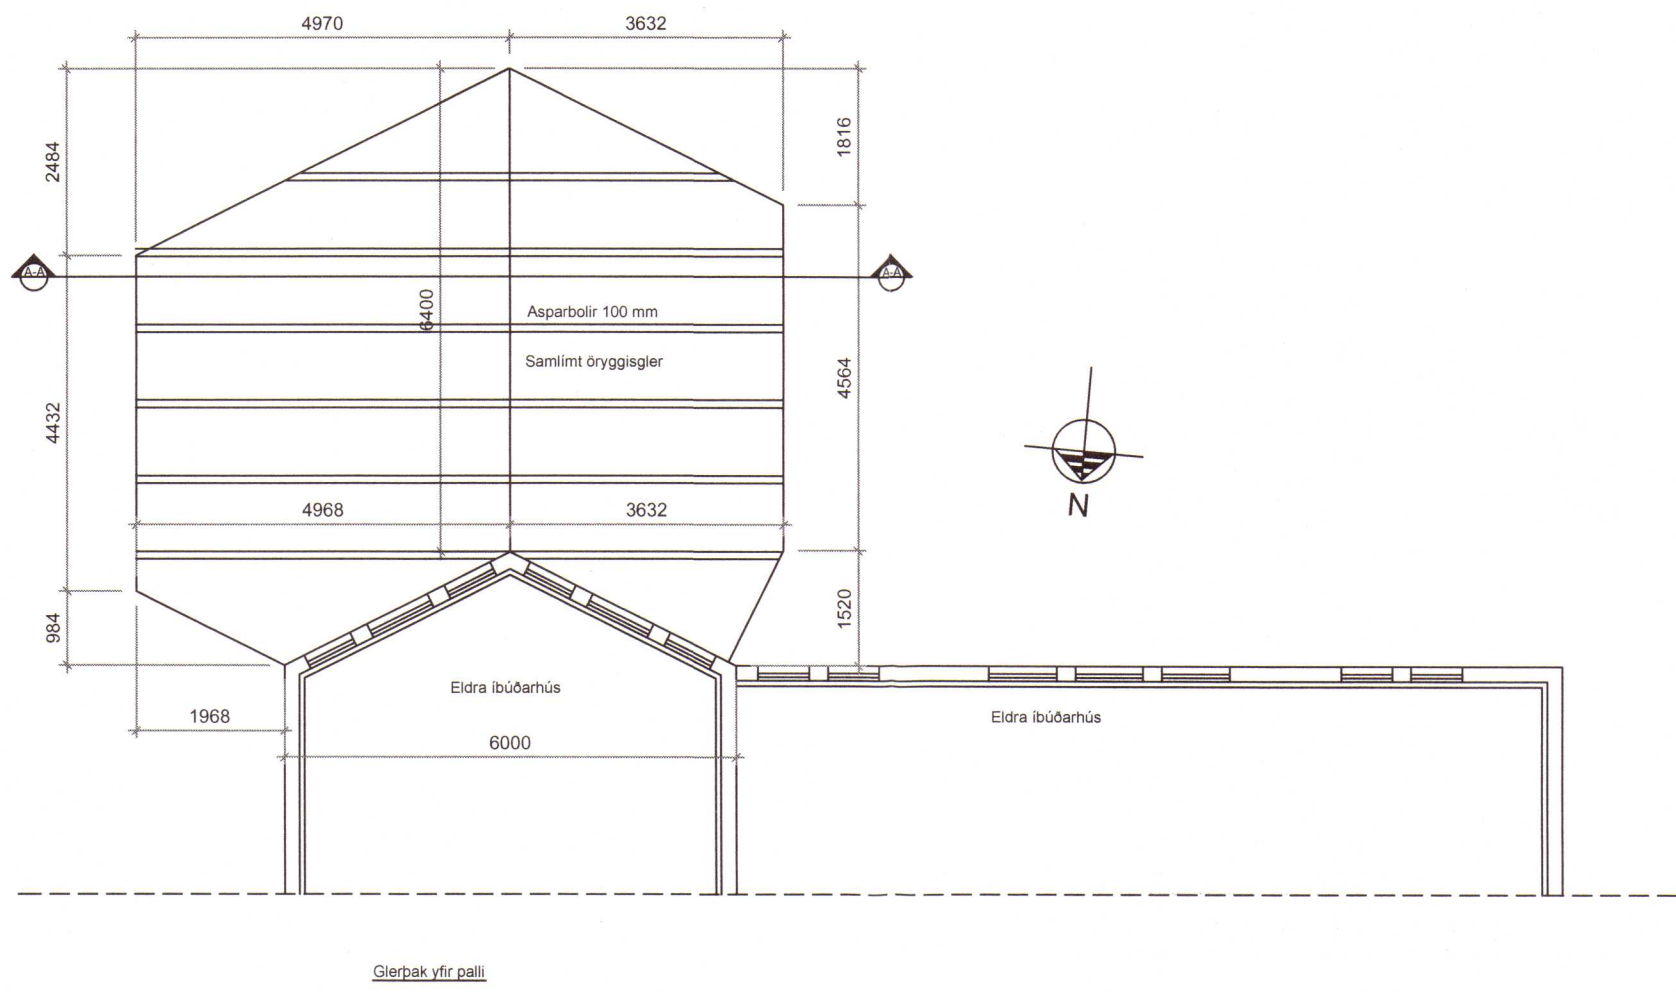 4970
3632
2484
1816
A-A
A-A
6400
Asparbolir 100 mm
Samlímt öryggisgler
4432
4564
N
4968
3632
984
1520
Eldra íbúðarhús
1968
Eldra íbúðarhús
6000
Glerþak yfir palli